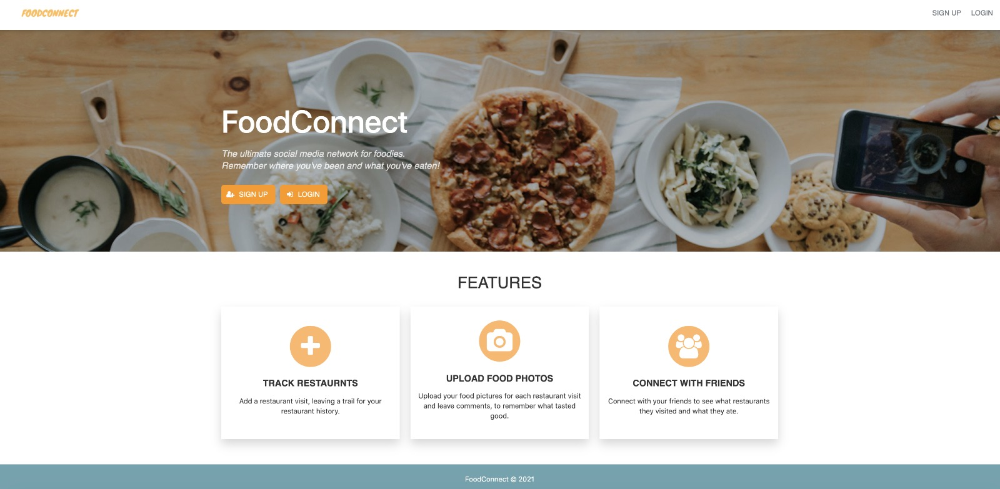 FOODCONNECT
SIGN UP LOGIN
FoodConnect
The ultimate social media network for foodies.
Remember where you've been and what you've eaten!
SIGN UP LOGIN
FEATURES
TRACK RESTAURNTS
Add a restaurant visit, leaving a trail for your
restaurant history.
UPLOAD FOOD PHOTOS
Upload your food pictures for each restaurant visit
and leave comments, to remember what tasted
good.
CONNECT WITH FRIENDS
Connect with your friends to see what restaurants
they visited and what they ate.
FoodConnect © 2021